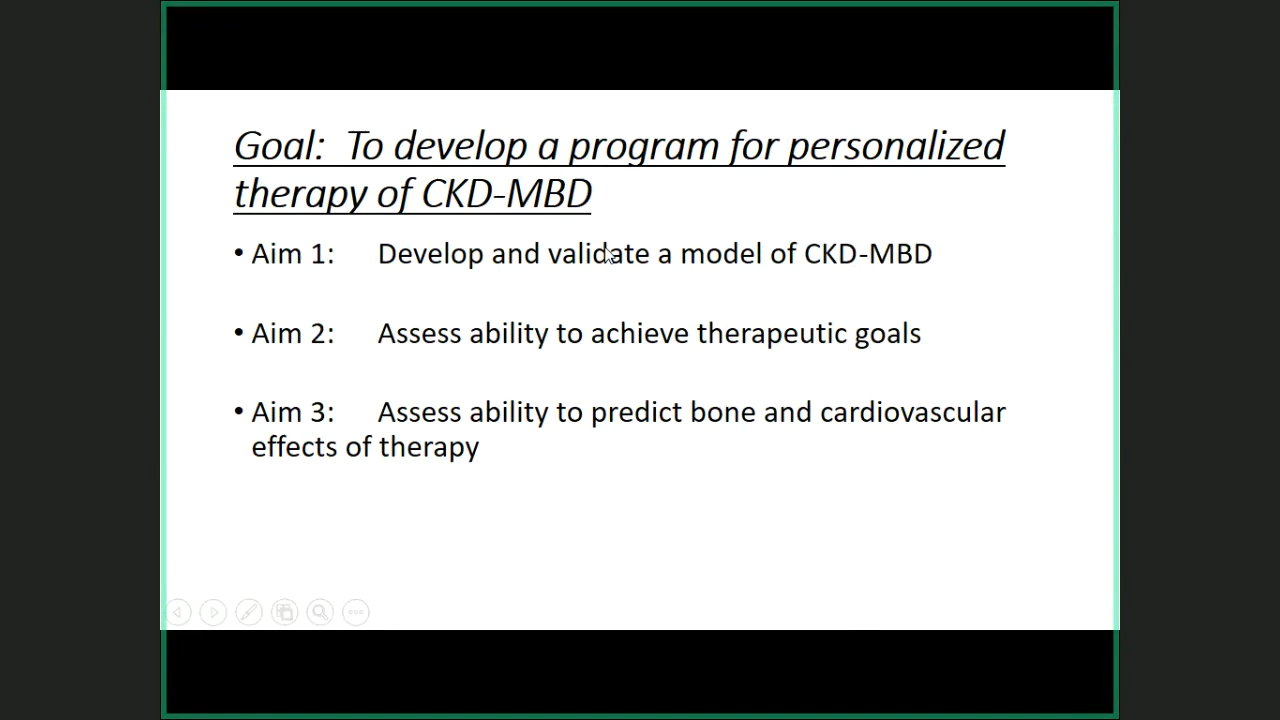 Goal:  To develop a program for personalized
therapy of CKD-MBD
• Aim 1: Develop and validate a model of CKD-MBD
• Aim 2: Assess ability to achieve therapeutic goals
• Aim 3: Assess ability to predict bone and cardiovascular
effects of therapy